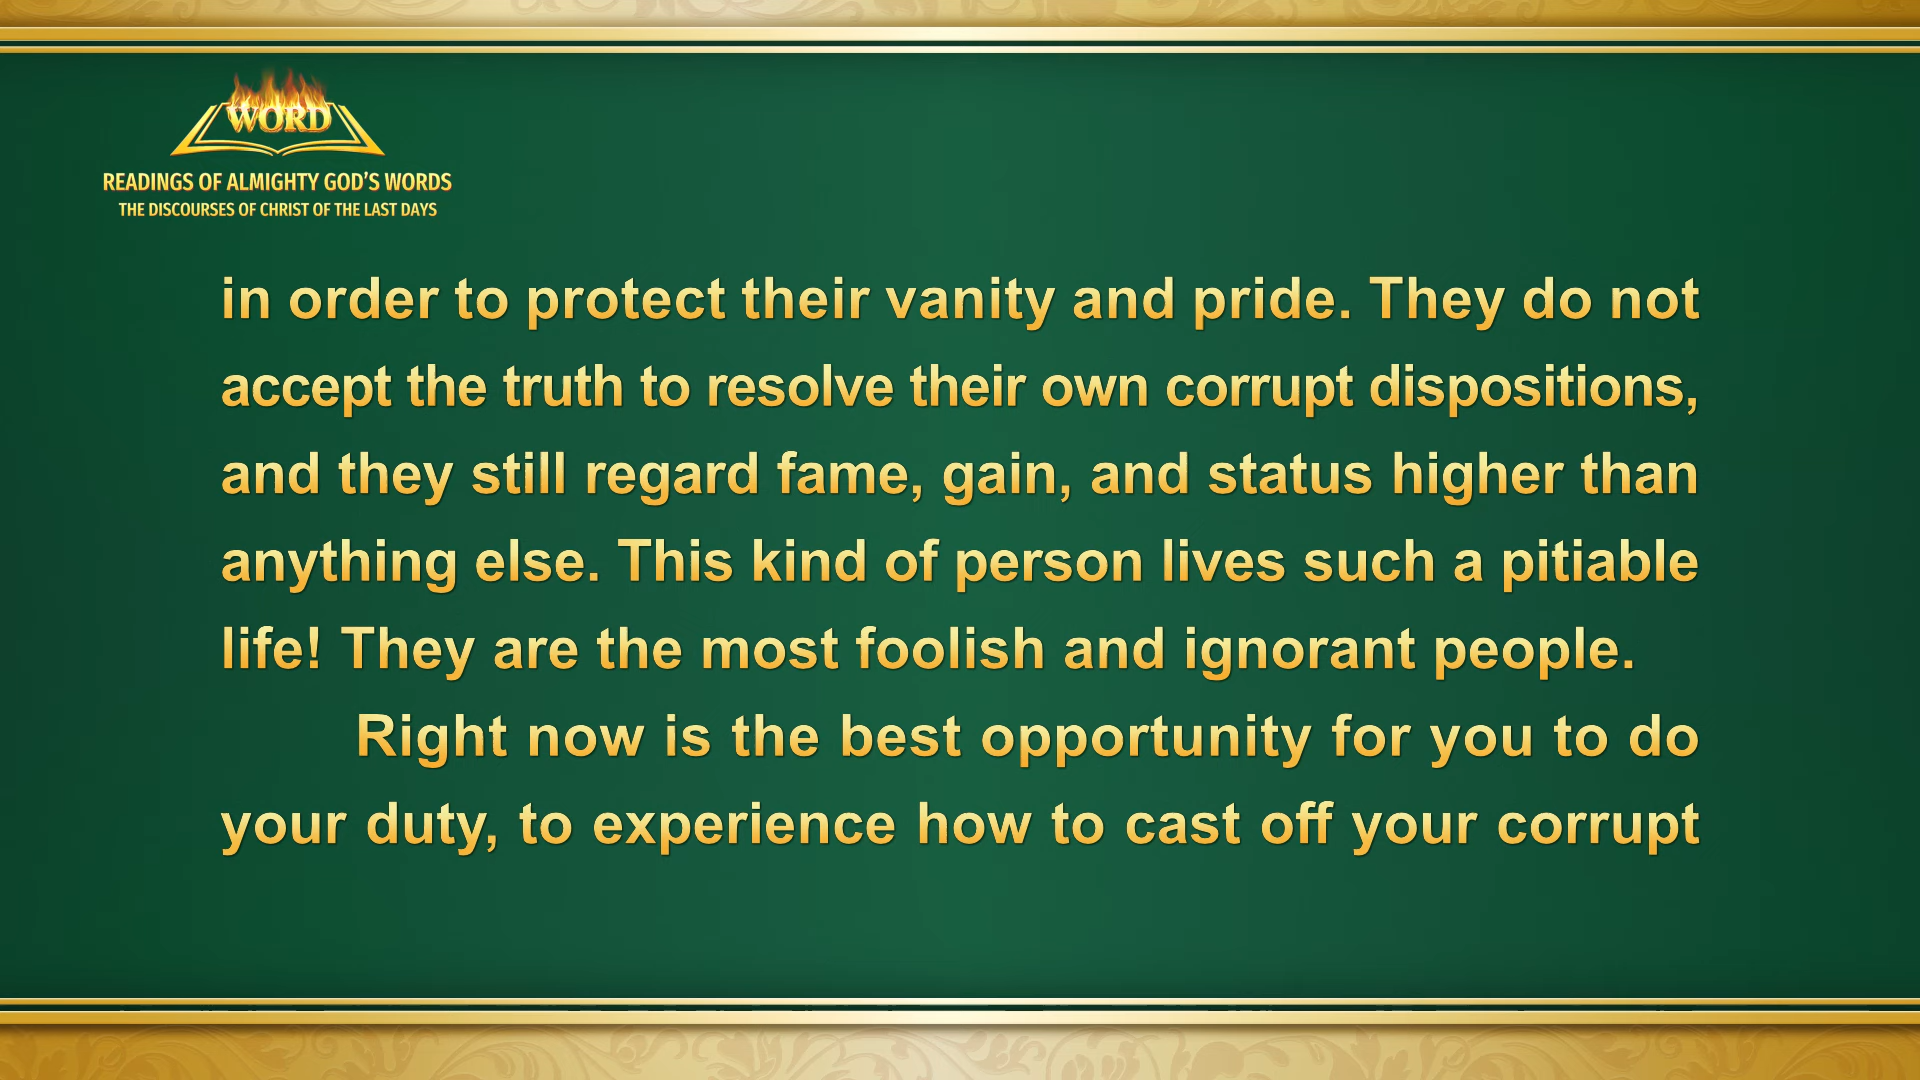 WORD
READINGS OF ALMIGHTY GOD'S WORDS
THE DISCOURSES OF CHRIST OF THE LAST DAYS
in order to protect their vanity and pride. They do not
accept the truth to resolve their own corrupt dispositions,
and they still regard fame, gain, and status higher than
anything else. This kind of person lives such a pitiable
life! They are the most foolish and ignorant people.
Right now is the best opportunity for you to do
your duty, to experience how to cast off your corrupt